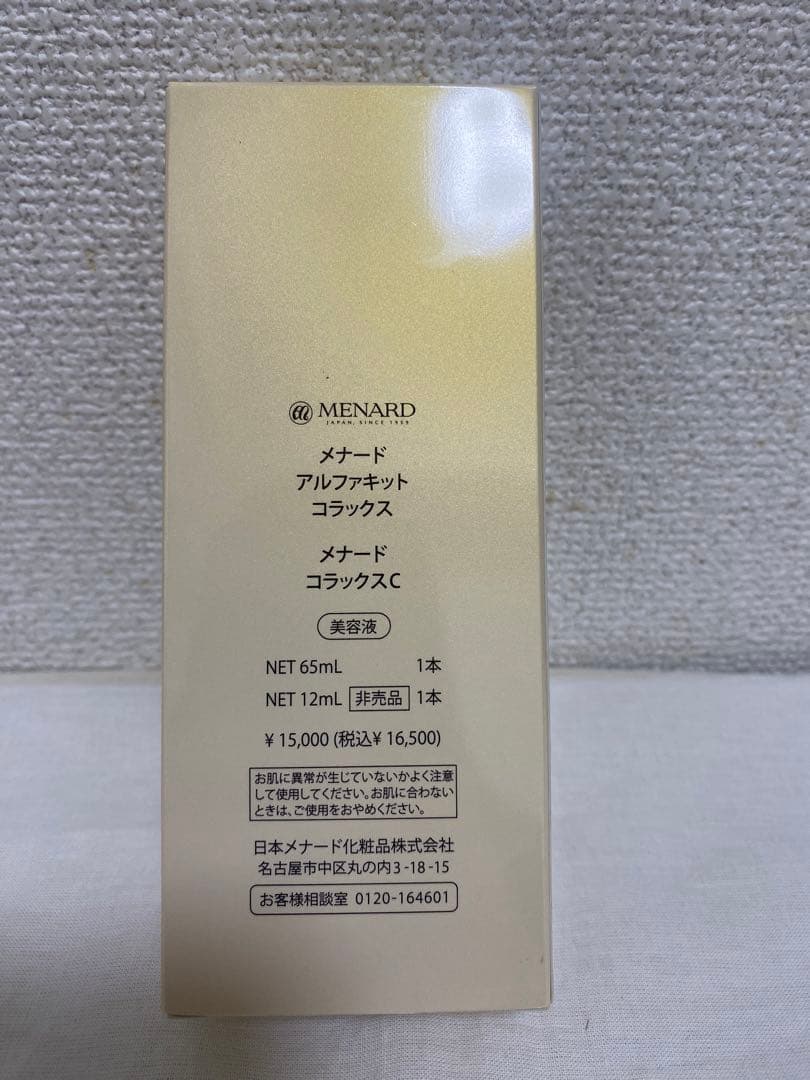 MENARD
JAPAN, SINCE 1959
メナード
アルファキット
コラックス
メナード
コラックスC
美容液
NET 65mL 1本
NET 12mL 非売品 1本
¥ 15,000 (税込¥ 16,500)
お肌に異常が生じていないかよく注意
して使用してください。お肌に合わない
ときは、ご使用をおやめください。
日本メナード化粧品株式会社
名古屋市中区丸の内3-18-15
お客様相談室 0120-164601